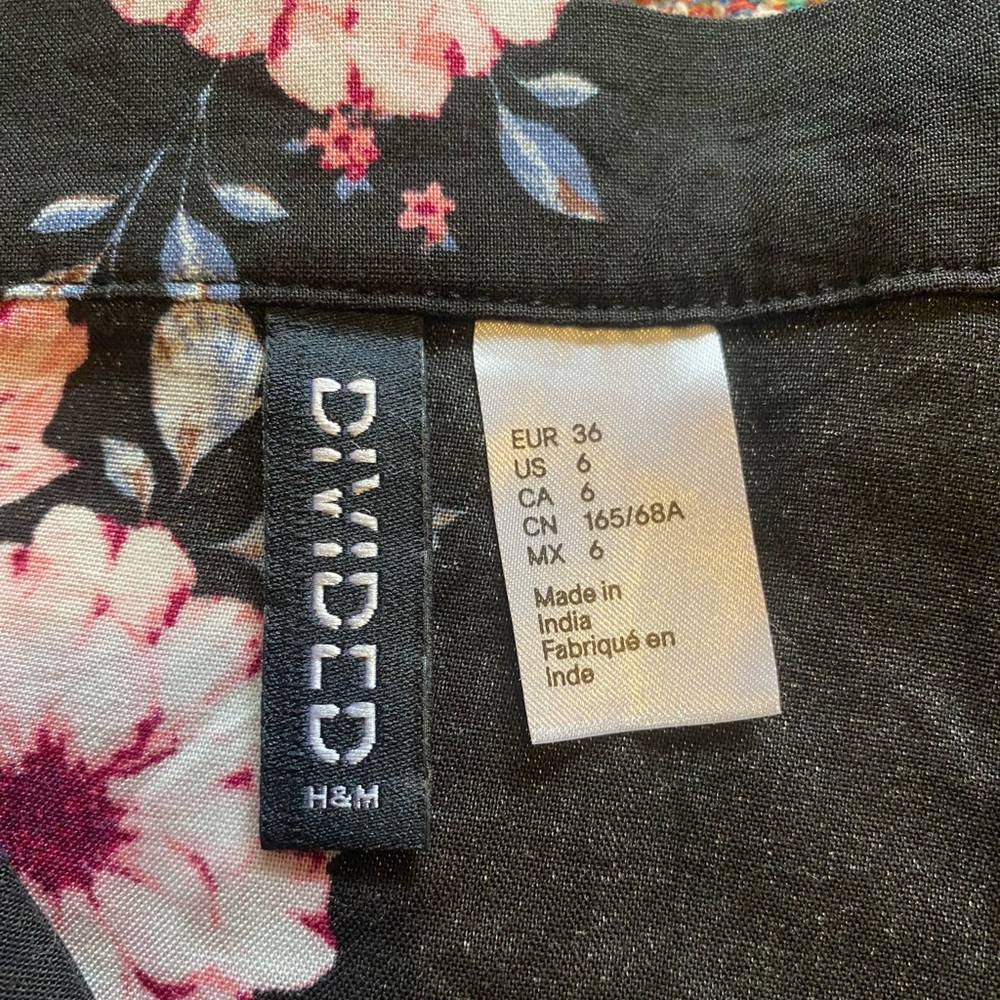 DIVIDED
H&M
EUR 36
US 6
CA 6
CN 165/68A
MX 6
Made in
India
Fabriqué en
Inde